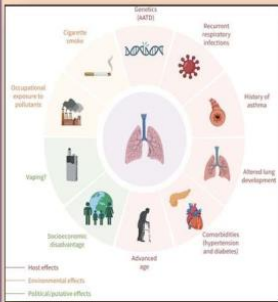 Genetics
(AATD)
Recurrent
respiratory
infections
History of
asthma
Altered lung
development
Comorbidities
(hypertension
and diabetes)
Advanced
age
Socioeconomic
disadvantage
Vaping?
Occupational
exposure to
pollutants
Cigarette
smoke
Host effects
Environmental effects
Political/putative effects